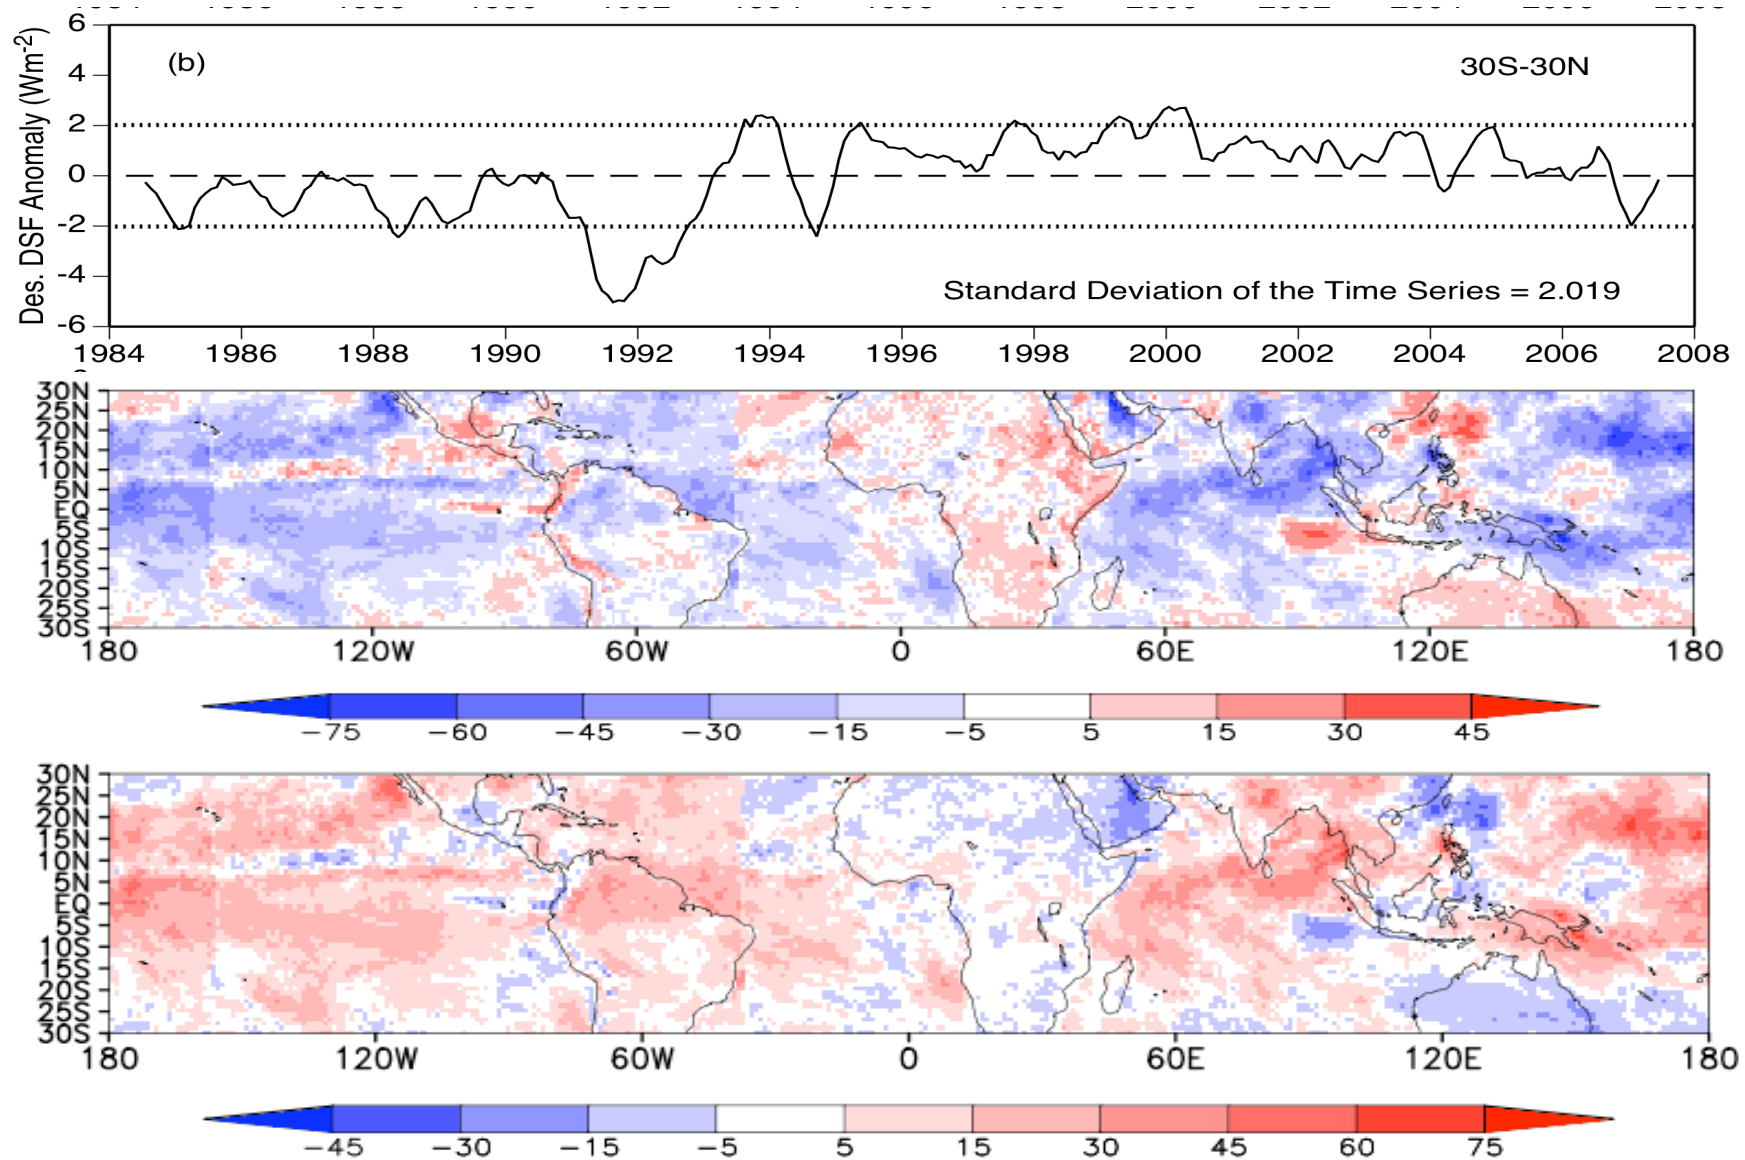 6
(b)
30S-30N
4
2
0
-2
-4
-6
Des. DSF Anomaly (Wm-2)
Standard Deviation of the Time Series = 2.019
1984 1986 1988 1990 1992 1994 1996 1998 2000 2002 2004 2006 2008
30N
25N
20N
15N
10N
5N
EQ
5S
10S
15S
20S
25S
30S
180 120W 60W 0 60E 120E 180
−75 −60 −45 −30 −15 −5 5 15 30 45
30N
25N
20N
15N
10N
5N
EQ
5S
10S
15S
20S
25S
30S
180 120W 60W 0 60E 120E 180
−45 −30 −15 −5 5 15 30 45 60 75